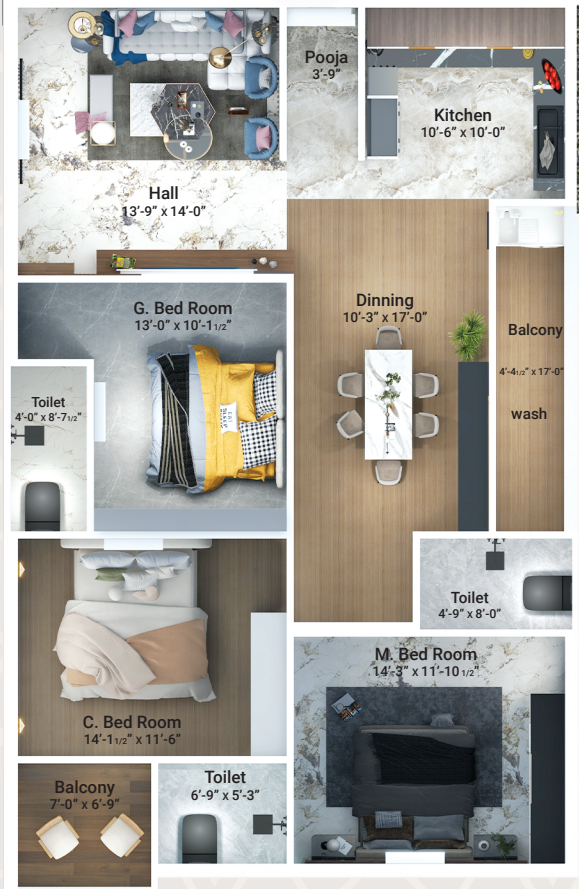 Pooja
3'-9"
Kitchen
10'-6" x 10'-0"
Hall
13'-9" x 14'-0"
G. Bed Room
13'-0" x 10'-1 1/2"
Dinning
10'-3" x 17'-0"
Balcony
4'-4 1/2" x 17'-0"
wash
Toilet
4'-0" x 8'-7 1/2"
Toilet
4'-9" x 8'-0"
M. Bed Room
14'-3" x 11'-10 1/2"
C. Bed Room
14'-1 1/2" x 11'-6"
Balcony
7'-0" x 6'-9"
Toilet
6'-9" x 5'-3"